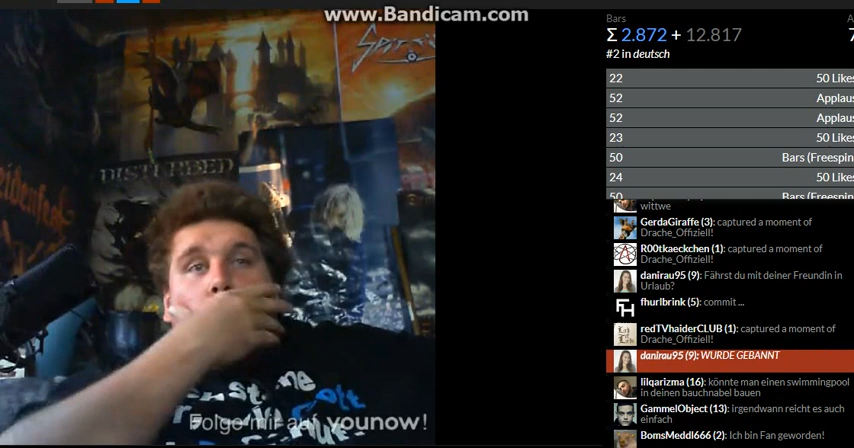 www.Bandicam.com
Bars
Σ 2.872 + 12.817
#2 in deutsch
22 50 Likes
52 Applaus
52 Applaus
23 50 Likes
50 Bars (Freespin
24 50 Likes
50 Bars (Freespin
wittwe
GerdaGiraffe (3): captured a moment of
Drache_Offiziell!
R00tkaeckchen (1): captured a moment of
Drache_Offiziell!
danirau95 (9): Fährst du mit deiner Freundin in
Urlaub?
fhurlbrink (5): commit ...
redTVhaiderCLUB (1): captured a moment of
Drache_Offiziell!
danirau95 (9): WURDE GEBANNT
lilqarizma (16): könnte man einen swimmingpool
in deinen bauchnabel bauen
GammelObject (13): irgendwann reicht es auch
einfach
BomsMeddl666 (2): Ich bin Fan geworden!
DISTURBED
Folge mir auf younow!